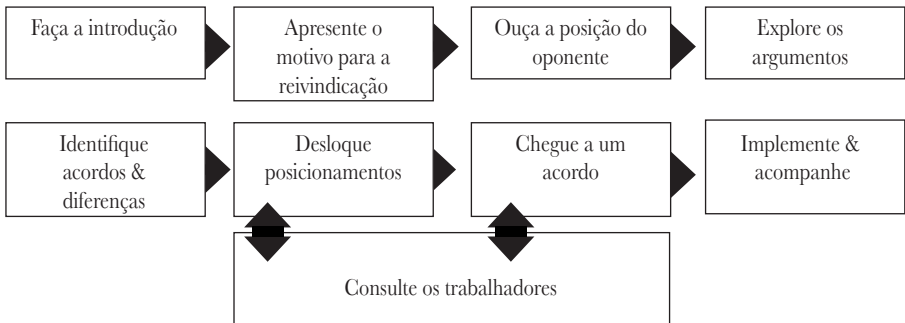 Faça a introdução
Apresente o
motivo para a
reivindicação
Ouça a posição do
oponente
Explore os
argumentos
Identifique
acordos &
diferenças
Desloque
posicionamentos
Chegue a um
acordo
Implemente &
acompanhe
Consulte os trabalhadores